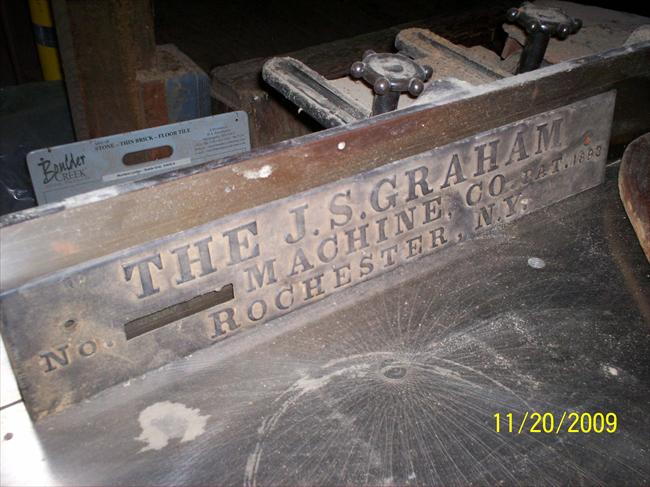 THE J.S. GRAHAM
MACHINE, CO. PAT. 1893
ROCHESTER, N.Y.
No.
Boulder
CREEK
STONE - THIN BRICK - FLOOR TILE
11/20/2009